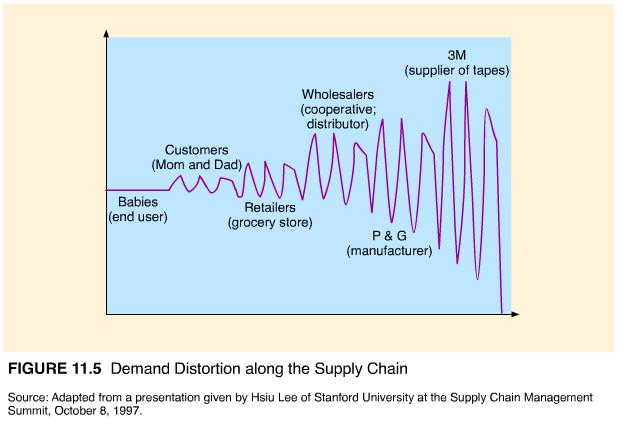 3M
(supplier of tapes)
Wholesalers
(cooperative;
distributor)
Customers
(Mom and Dad)
Babies
(end user)
Retailers
(grocery store)
P & G
(manufacturer)
FIGURE 11.5 Demand Distortion along the Supply Chain
Source: Adapted from a presentation given by Hsiu Lee of Stanford University at the Supply Chain Management
Summit, October 8, 1997.